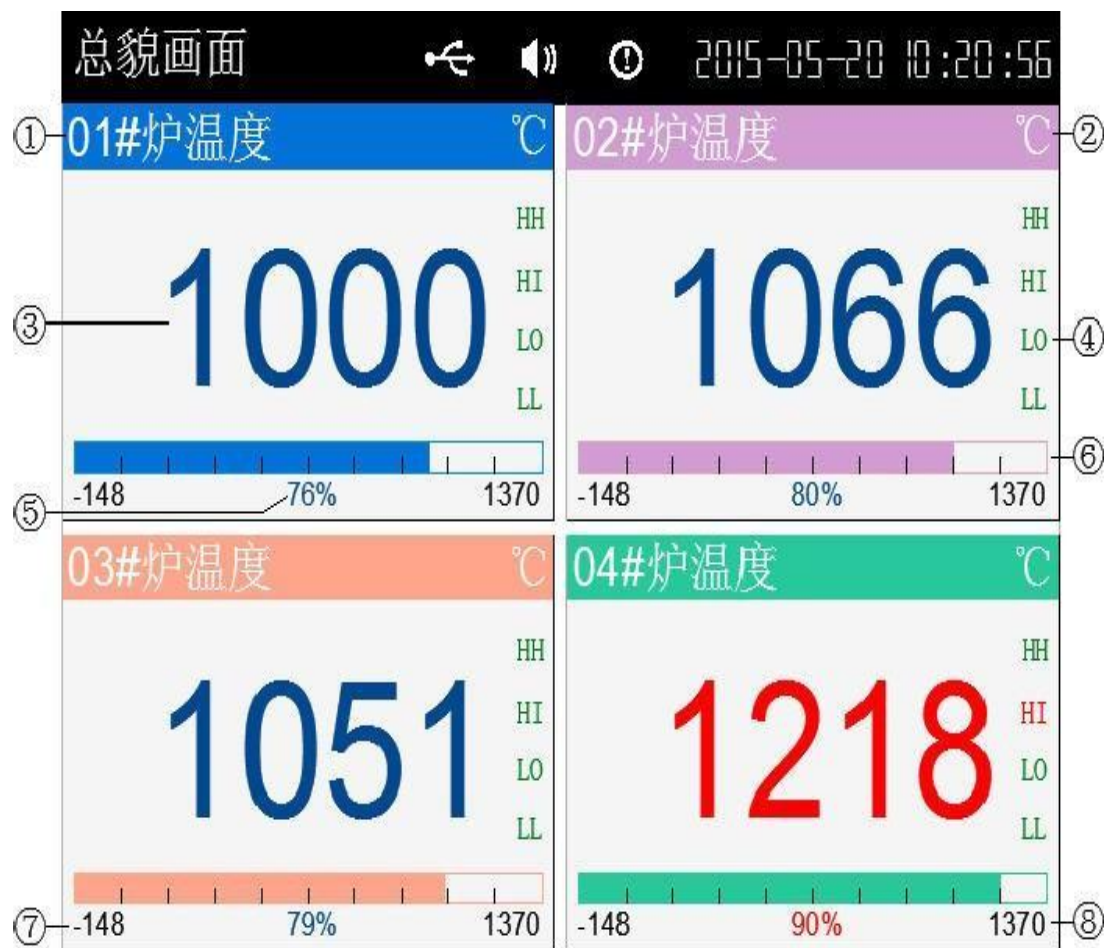 总貌画面 2015-05-20 10:20:56
① 01#炉温度 ℃
02#炉温度 ℃ ②
HH
HI
③ 1000
LO
LL
-148 76% 1370
⑤
HH
HI
1066
LO ④
LL
⑥
-148 80% 1370
03#炉温度 ℃
HH
HI
1051
LO
LL
⑦ -148 79% 1370
04#炉温度 ℃
HH
HI
1218
LO
LL
-148 90% 1370 ⑧